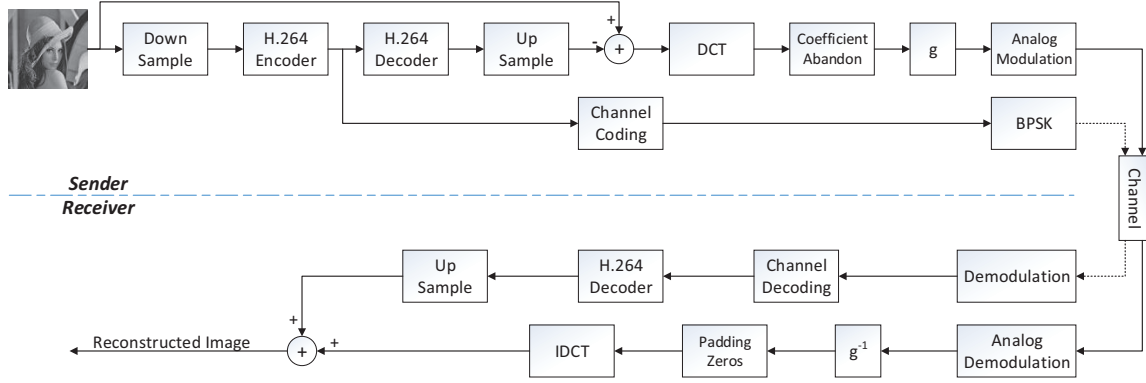 Down
Sample
H.264
Encoder
H.264
Decoder
Up
Sample
+
-
+
DCT
Coefficient
Abandon
g
Analog
Modulation
Channel
Coding
BPSK
Channel
Sender
Receiver
Up
Sample
H.264
Decoder
Channel
Decoding
Demodulation
+
Reconstructed Image
+
+
IDCT
Padding
Zeros
g-1
Analog
Demodulation